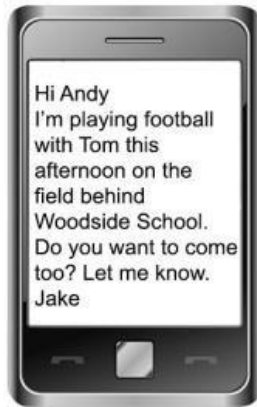 Hi Andy
I'm playing football
with Tom this
afternoon on the
field behind
Woodside School.
Do you want to come
too? Let me know.
Jake